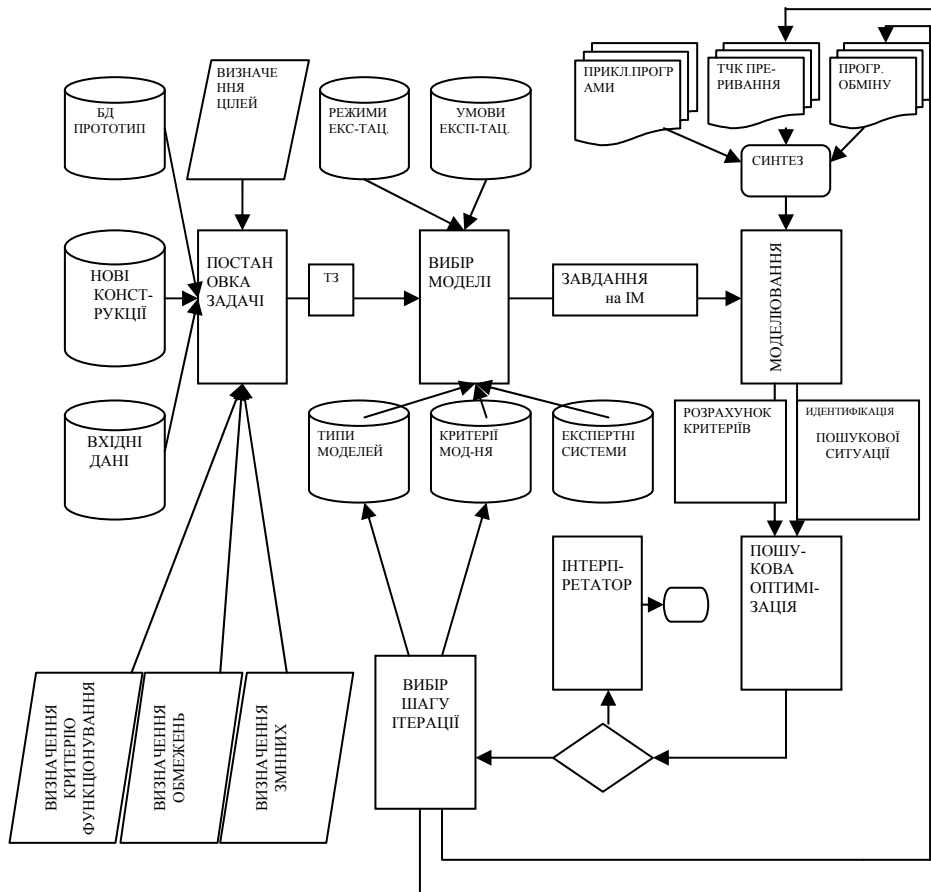 ВИЗНАЧЕ
ННЯ
ЦІЛЕЙ
БД
ПРОТОТИП
РЕЖИМИ
ЕКС-ТАЦ.
УМОВИ
ЕКСП-ТАЦ.
ПРИКЛ.ПРОГР
АМИ
ТЧК ПРЕ-
РИВАННЯ
ПРОГР.
ОБМІНУ
СИНТЕЗ
НОВІ
КОНСТ-
РУКЦІЇ
ПОСТАН
ОВКА
ЗАДАЧІ
ТЗ
ВИБІР
МОДЕЛІ
ЗАВДАННЯ
на ІМ
МОДЕЛЮВАННЯ
ВХІДНІ
ДАНІ
ТИПИ
МОДЕЛЕЙ
КРИТЕРІЇ
МОД-НЯ
ЕКСПЕРТНІ
СИСТЕМИ
РОЗРАХУНОК
КРИТЕРІЇВ
ИДЕНТИФІКАЦІЯ
ПОШУКОВОЇ
СИТУАЦІЇ
ІНТЕРП-
РЕТАТОР
ПОШУ-
КОВА
ОПТИМІ-
ЗАЦІЯ
ВИБІР
ШАГУ
ІТЕРАЦІЇ
ВИЗНАЧЕННЯ
КРИТЕРІЮ
ФУНКЦІОНУВАННЯ
ВИЗНАЧЕННЯ
ОБМЕЖЕНЬ
ВИЗНАЧЕННЯ
ЗМІННИХ